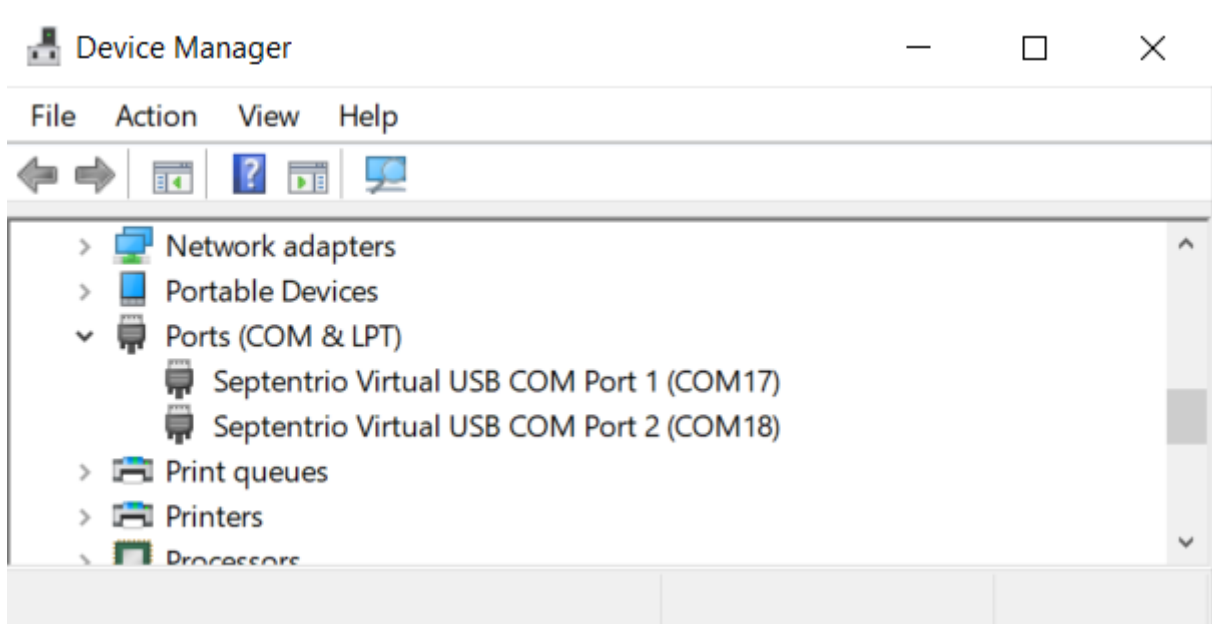 Device Manager
File Action View Help
Network adapters
Portable Devices
Ports (COM & LPT)
Septentrio Virtual USB COM Port 1 (COM17)
Septentrio Virtual USB COM Port 2 (COM18)
Print queues
Printers
Processors